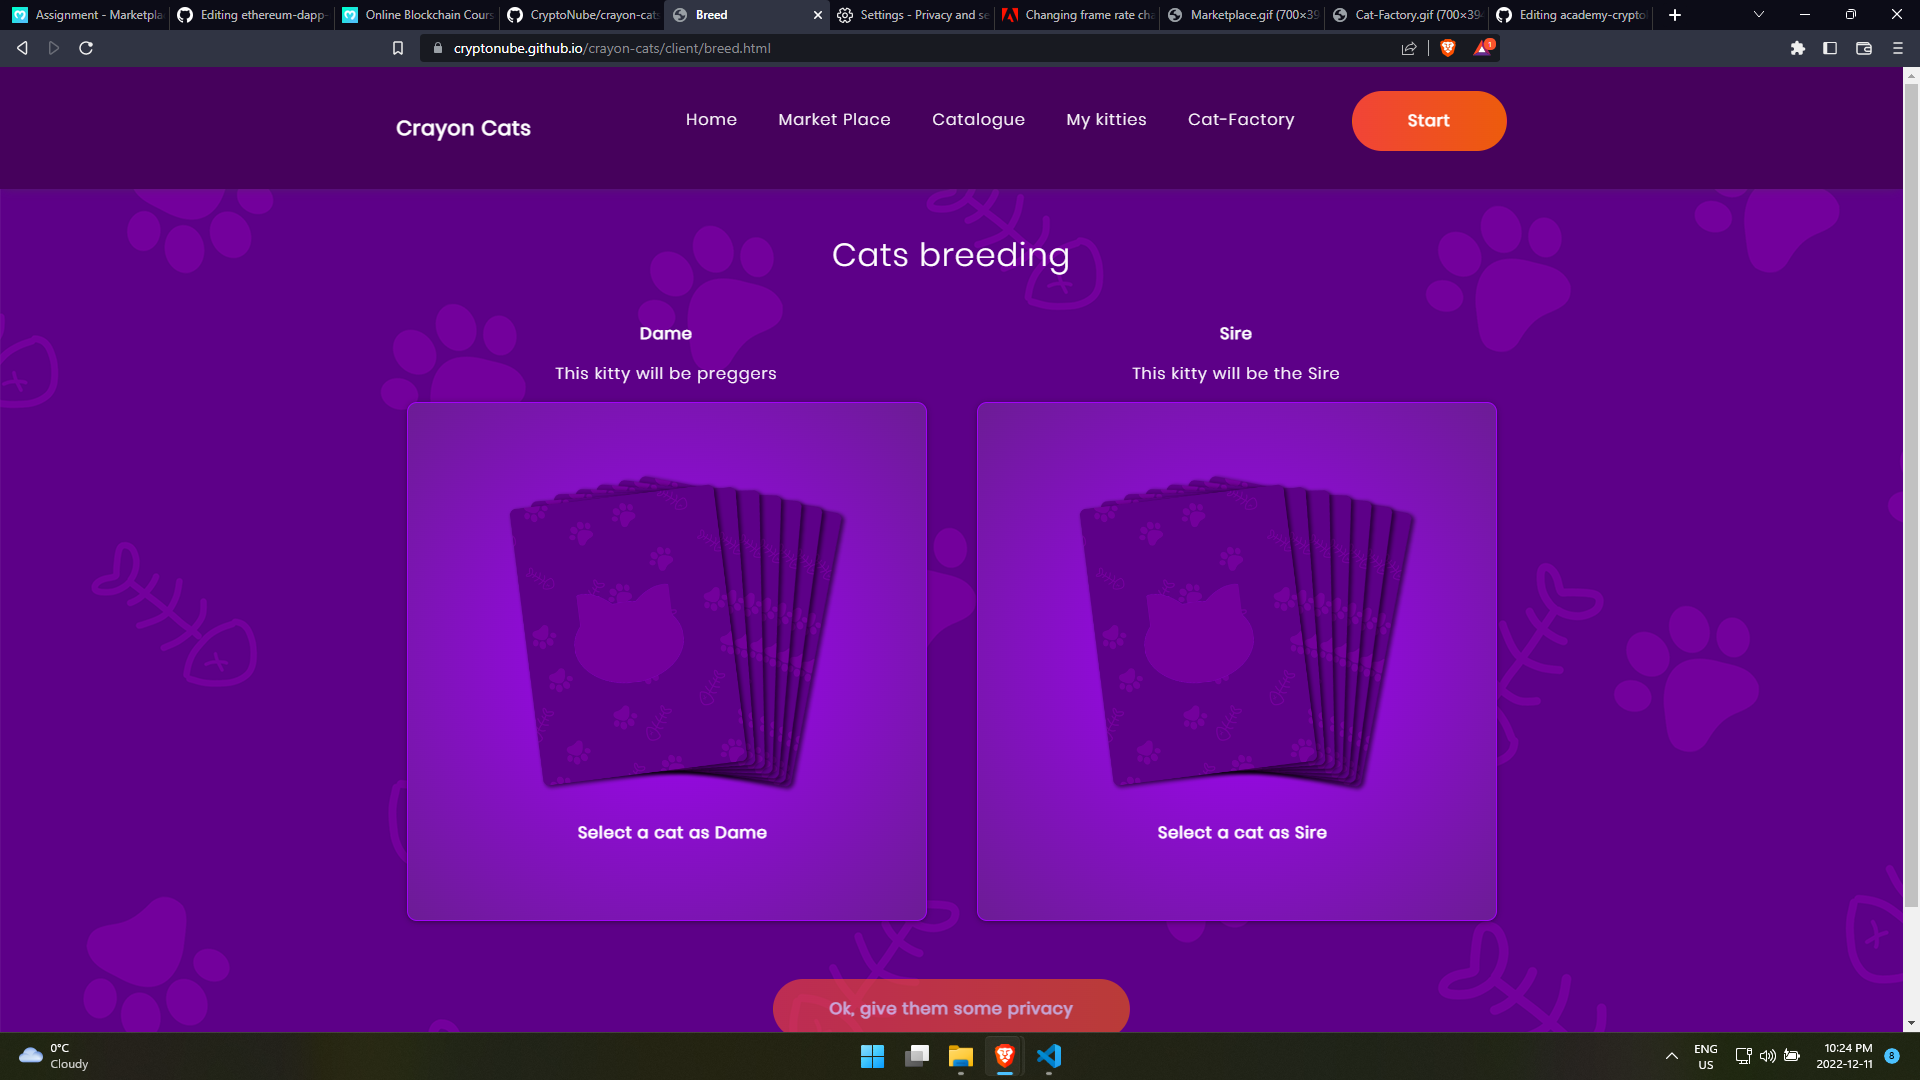 Assignment - Marketpla
Editing ethereum-dapp-
Online Blockchain Cours
CryptoNube/crayon-cats
Breed
Settings - Privacy and se
Changing frame rate cha
Marketplace.gif (700×39
Cat-Factory.gif (700×39
Editing academy-cryptol
cryptonube.github.io/crayon-cats/client/breed.html
1
Crayon Cats
Home
Market Place
Catalogue
My kitties
Cat-Factory
Start
Cats breeding
Dame
Sire
This kitty will be preggers
This kitty will be the Sire
Select a cat as Dame
Select a cat as Sire
Ok, give them some privacy
0°C
Cloudy
ENG
US
10:24 PM
2022-12-11
8